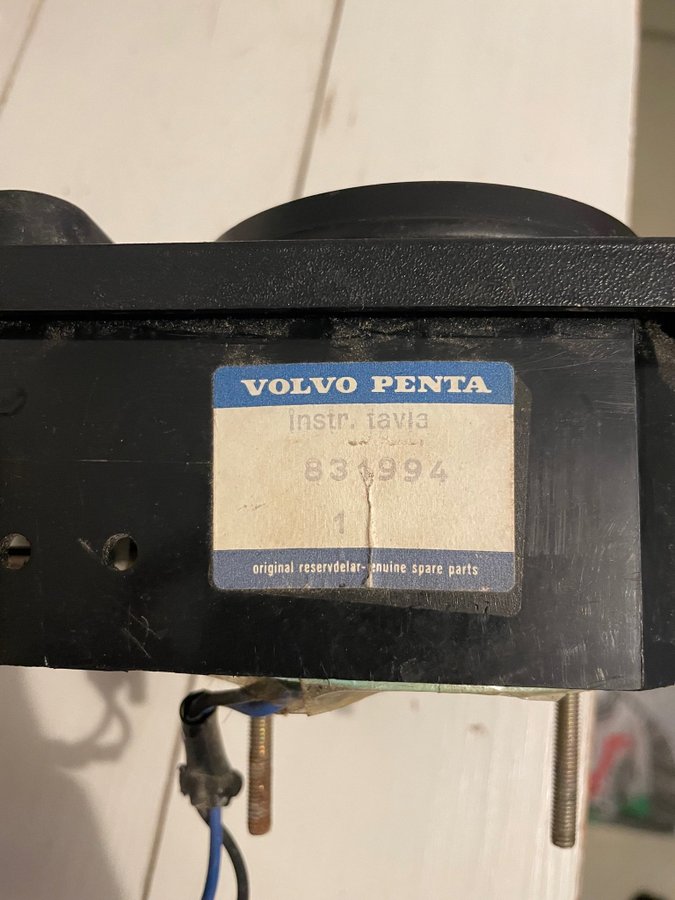 VOLVO PENTA
instr. tavla
831994
1
original reservdelar-genuine spare parts